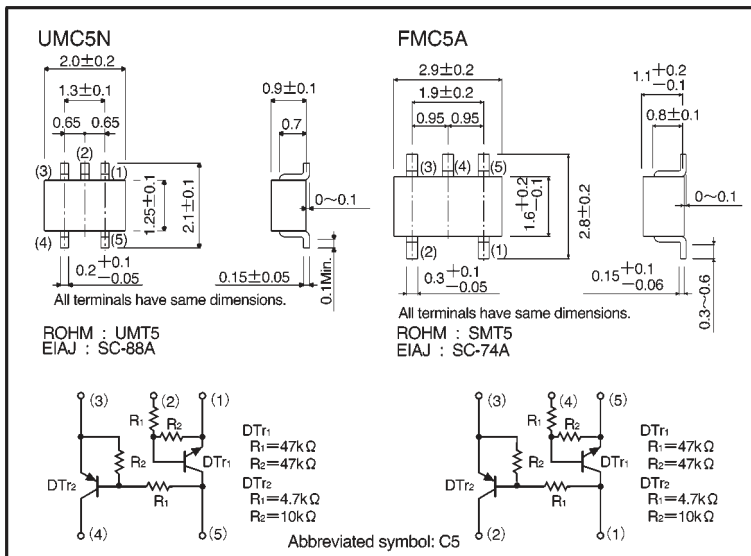 UMC5N
2.0±0.2
1.3±0.1
0.65 0.65
(2)
(3) (1)
(4) (5)
1.25±0.1
2.1±0.1
0.2 +0.1 −0.05
0.9±0.1
0.7
0~0.1
0.15±0.05
0.1Min.
All terminals have same dimensions.
ROHM : UMT5
EIAJ : SC-88A
FMC5A
2.9±0.2
1.9±0.2
0.95 0.95
(3) (4) (5)
(2) (1)
1.6 +0.2 −0.1
2.8±0.2
0.3 +0.1 −0.05
1.1 +0.2 −0.1
0.8±0.1
0~0.1
0.15 +0.1 −0.06
0.3~0.6
All terminals have same dimensions.
ROHM : SMT5
EIAJ : SC-74A
(3) (2) (1)
R1
R2
R2
DTr1
DTr2
R1
(4) (5)
DTr1
R1=47kΩ
R2=47kΩ
DTr2
R1=4.7kΩ
R2=10kΩ
(3) (4) (5)
R1
R2
R2
DTr1
DTr2
R1
(2) (1)
DTr1
R1=47kΩ
R2=47kΩ
DTr2
R1=4.7kΩ
R2=10kΩ
Abbreviated symbol: C5